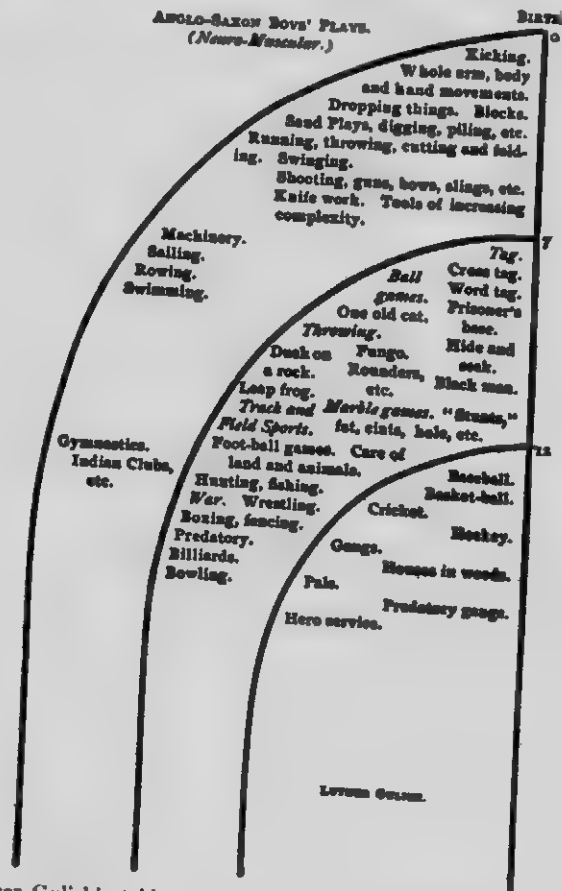 ANGLO-SAXON BOYS' PLAYS.
(Neuro-Muscular.)
BIRTH
0
Kicking.
Whole arm, body
and hand movements.
Dropping things. Blocks.
Sand Plays, digging, piling, etc.
Running, throwing, cutting and fold-
ing. Swinging.
Shooting, guns, bows, slings, etc.
Knife work. Tools of increasing
complexity.
Machinery.
Sailing.
Rowing.
Swimming.
Gymnastics.
Indian Clubs,
etc.
7
Tag.
Cross tag.
Word tag.
Prisoner's
base.
Hide and
seek.
Black man.
Ball
games.
One old cat.
Fungo.
Rounders,
etc.
Throwing.
Duck on
a rock.
Leap frog.
Marble games. "Stunts,"
fat, cints, hole, etc.
Track and
Field Sports.
Foot-ball games. Care of
land and animals.
Hunting, fishing.
War. Wrestling.
Boxing, fencing.
Predatory.
Billiards.
Bowling.
12
Baseball.
Basket-ball.
Cricket.
Hockey.
Gangs.
Houses in woods.
Pals.
Predatory gangs.
Hero service.
LUTHER GULICK.